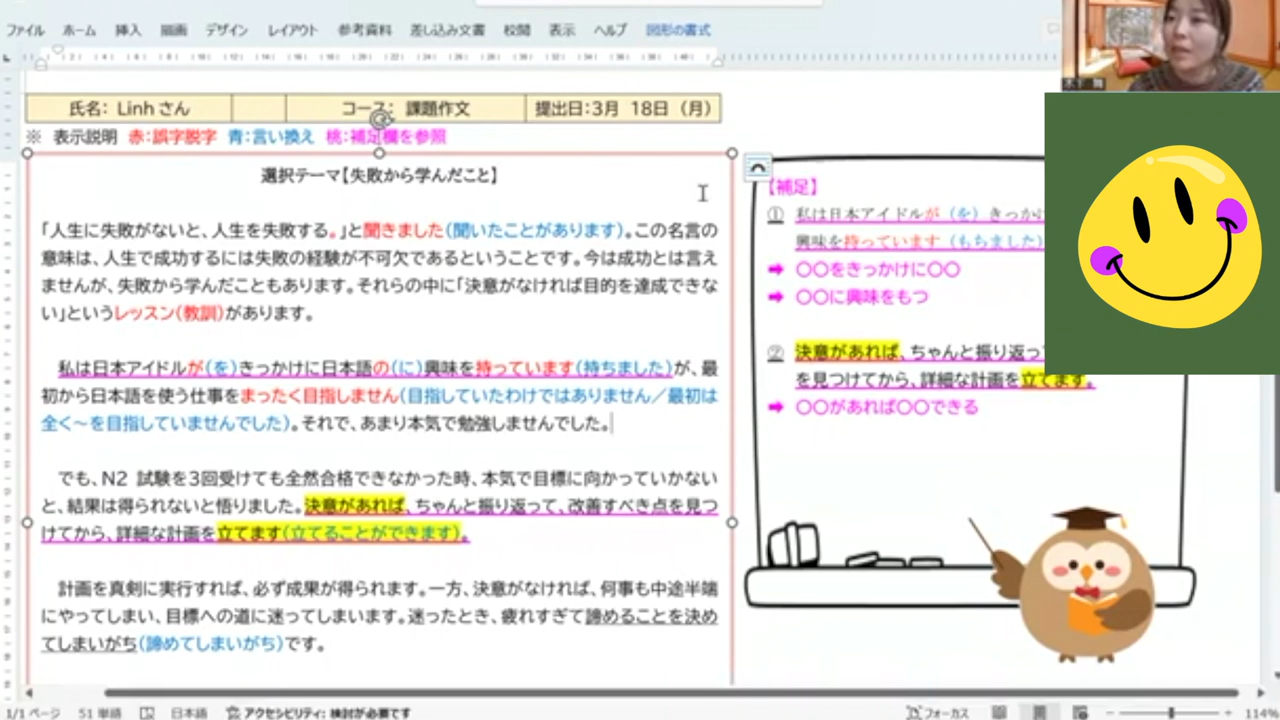 ファイル ホーム 挿入 描画 デザイン レイアウト 参考資料 差し込み文書 校閲 表示 ヘルプ 図形の書式
氏名: Linhさん コース: 課題作文 提出日:3月 18日 (月)
※ 表示説明 赤:誤字脱字 青:言い換え 桃:補足欄を参照
選択テーマ【失敗から学んだこと】
「人生に失敗がないと、人生を失敗する。」と聞きました(聞いたことがあります)。この名言の
意味は、人生で成功するには失敗の経験が不可欠であるということです。今は成功とは言え
ませんが、失敗から学んだこともあります。それらの中に「決意がなければ目的を達成できな
い」というレッスン(教訓)があります。
私は日本アイドルが(を)きっかけに日本語の(に)興味を持っています(持ちました)が、最
初から日本語を使う仕事をまったく目指しません(目指していたわけではありません/最初は
全く～を目指していませんでした)。それで、あまり本気で勉強しませんでした。
でも、N2 試験を3回受けても全然合格できなかった時、本気で目標に向かっていかない
と、結果は得られないと悟りました。決意があれば、ちゃんと振り返って、改善すべき点を見つ
けてから、詳細な計画を立てます(立てることができます)。
計画を真剣に実行すれば、必ず成果が得られます。一方、決意がなければ、何事も中途半端
にやってしまい、目標への道に迷ってしまいます。迷ったとき、疲れすぎて諦めることを決め
てしまいがち(諦めてしまいがち)です。
【補足】
① 私は日本アイドルが(を)きっか
興味を持っています(もちました)
➡ 〇〇をきっかけに〇〇
➡ 〇〇に興味をもつ
② 決意があれば、ちゃんと振り返っ
を見つけてから、詳細な計画を立てます。
➡ 〇〇があれば〇〇できる
1/1 ページ 51 単語 日本語 アクセシビリティ: 検討が必要です フォーカス 114%